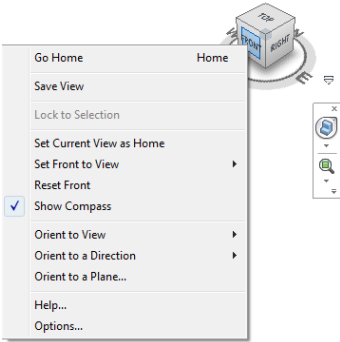 TOP
FRONT
RIGHT
E
Go Home Home
Save View
Lock to Selection
Set Current View as Home
Set Front to View
Reset Front
Show Compass
Orient to View
Orient to a Direction
Orient to a Plane...
Help...
Options...